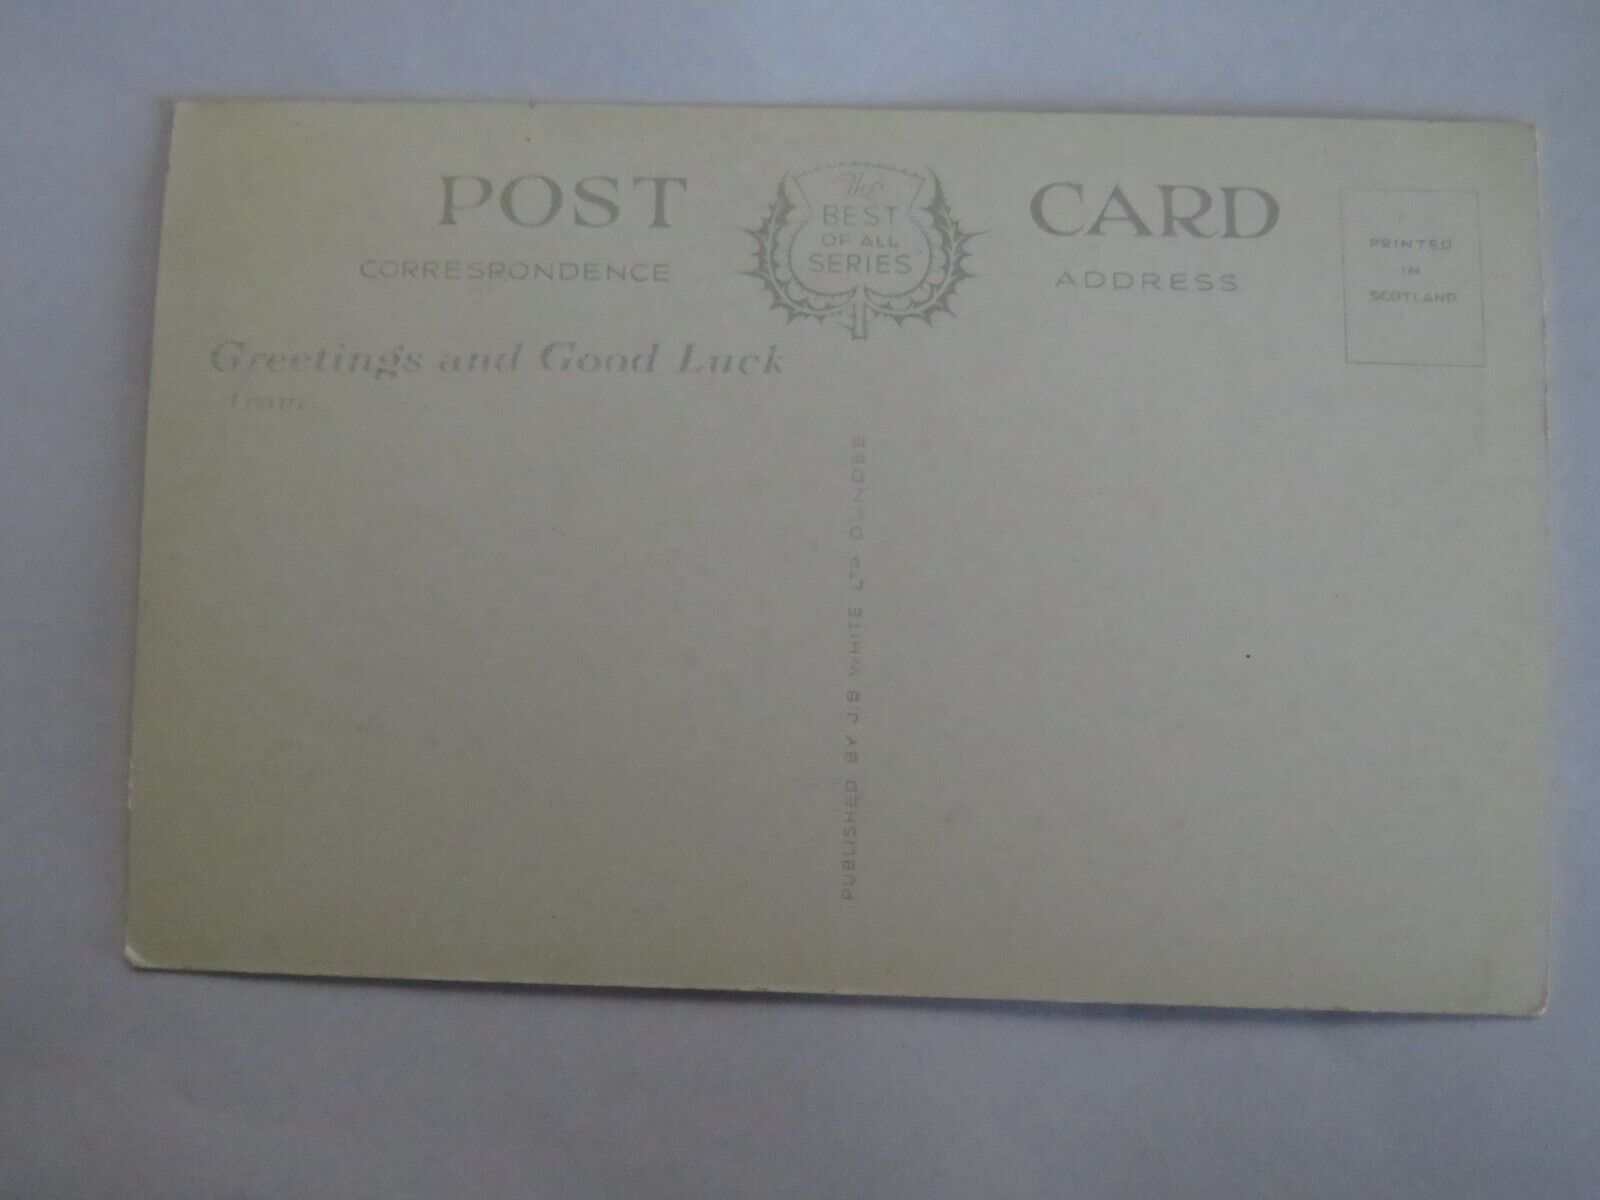 POST CARD
The
BEST
OF ALL
SERIES
CORRESPONDENCE
ADDRESS
PRINTED
IN
SCOTLAND
Greetings and Good Luck
from
PUBLISHED BY J.B WHITE. LTD DUNDEE